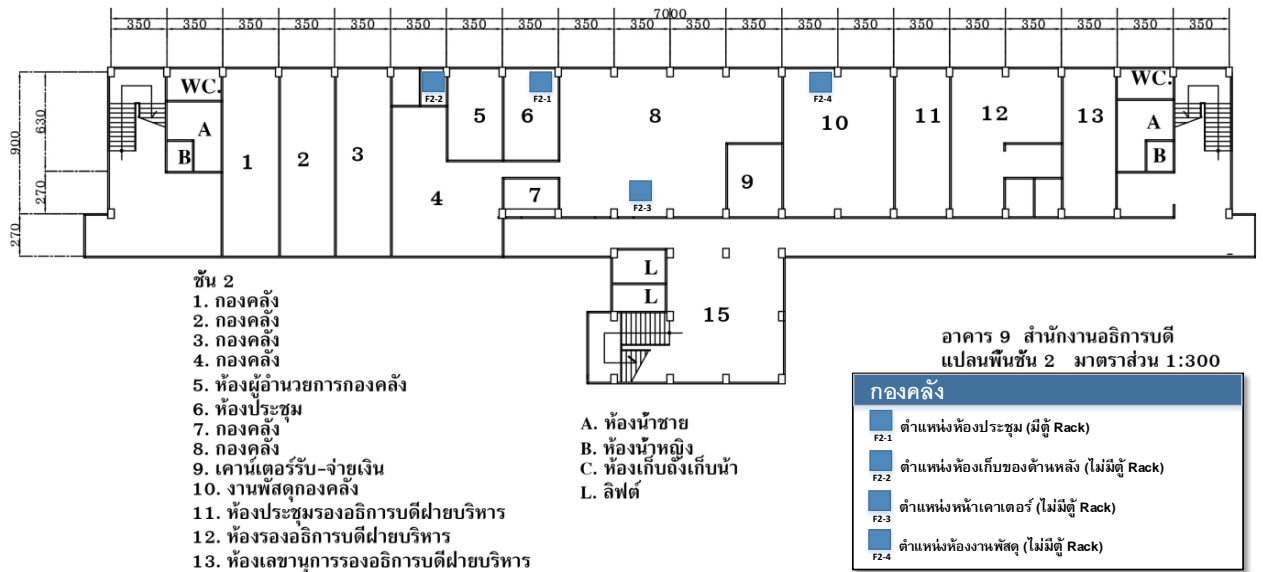 7000
350 350 350 350 350 350 350 350 350 350 350 350 350 350 350 350 350 350 350 350
900
630
270
270
WC.
A
B
1
2
3
4
F2-2
5
F2-1
6
7
8
F2-3
9
F2-4
10
11
12
13
WC.
A
B
L
L
15
ชั้น 2
1. กองคลัง
2. กองคลัง
3. กองคลัง
4. กองคลัง
5. ห้องผู้อำนวยการกองคลัง
6. ห้องประชุม
7. กองคลัง
8. กองคลัง
9. เคาน์เตอร์รับ-จ่ายเงิน
10. งานพัสดุกองคลัง
11. ห้องประชุมรองอธิการบดีฝ่ายบริหาร
12. ห้องรองอธิการบดีฝ่ายบริหาร
13. ห้องเลขานุการรองอธิการบดีฝ่ายบริหาร
A. ห้องน้ำชาย
B. ห้องน้ำหญิง
C. ห้องเก็บถังเก็บน้ำ
L. ลิฟต์
อาคาร 9 สำนักงานอธิการบดี
แปลนพื้นชั้น 2 มาตราส่วน 1:300
กองคลัง
F2-1 ตำแหน่งห้องประชุม (มีตู้ Rack)
F2-2 ตำแหน่งห้องเก็บของด้านหลัง (ไม่มีตู้ Rack)
F2-3 ตำแหน่งหน้าเคาเตอร์ (ไม่มีตู้ Rack)
F2-4 ตำแหน่งห้องงานพัสดุ (ไม่มีตู้ Rack)